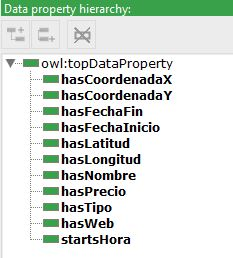 Data property hierarchy:
owl:topDataProperty
hasCoordenadaX
hasCoordenadaY
hasFechaFin
hasFechaInicio
hasLatitud
hasLongitud
hasNombre
hasPrecio
hasTipo
hasWeb
startsHora